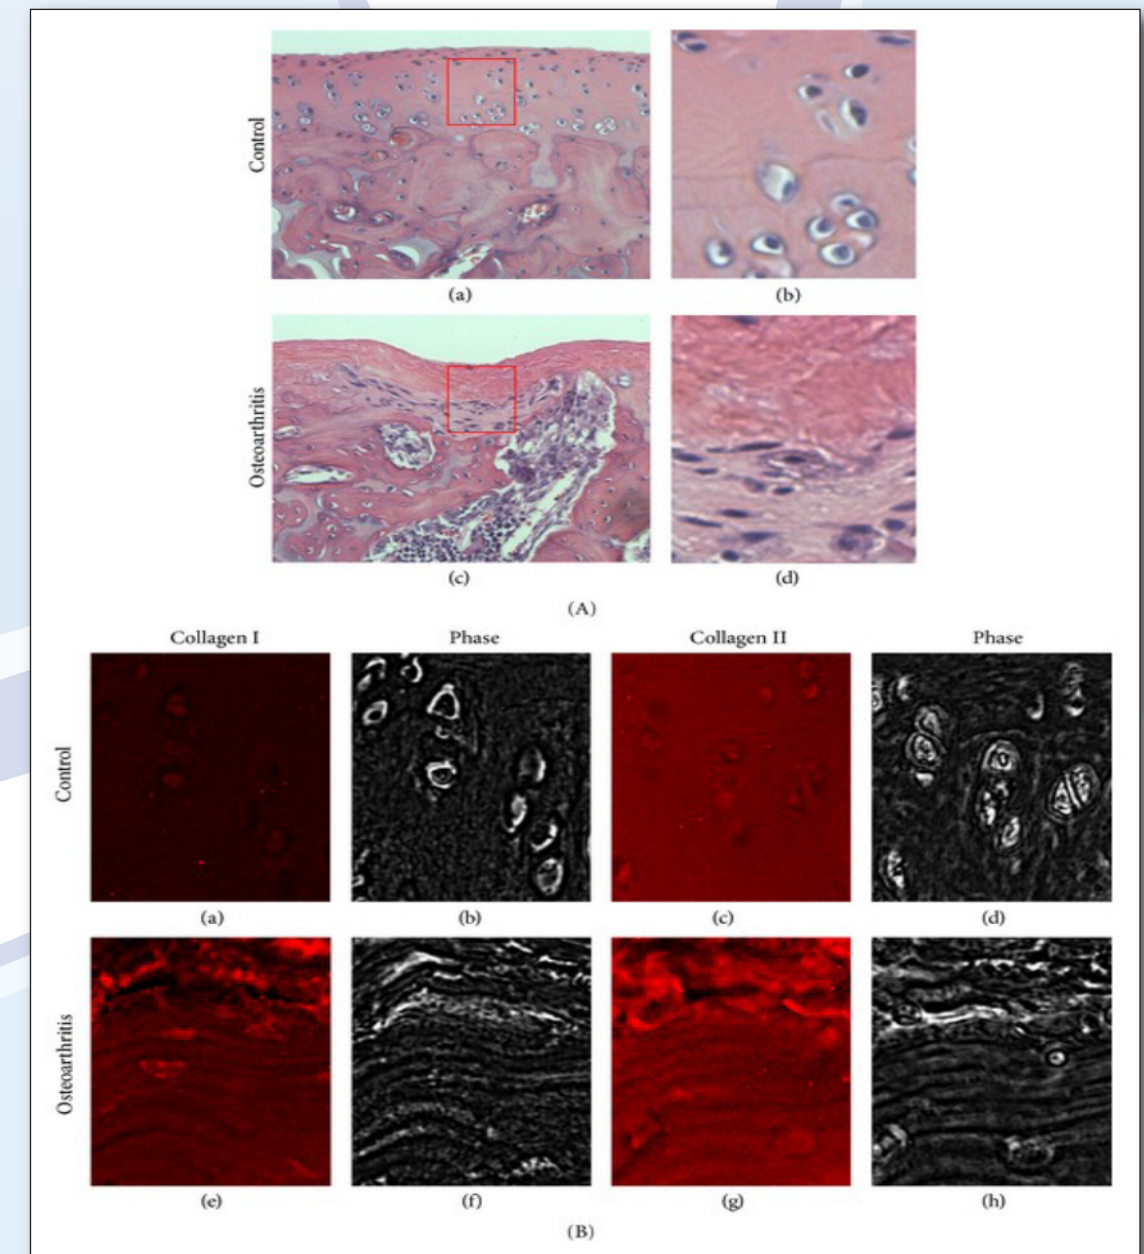 Control
(a)
(b)
Osteoarthritis
(c)
(d)
(A)
Collagen I
Phase
Collagen II
Phase
Control
(a)
(b)
(c)
(d)
Osteoarthritis
(e)
(f)
(g)
(h)
(B)